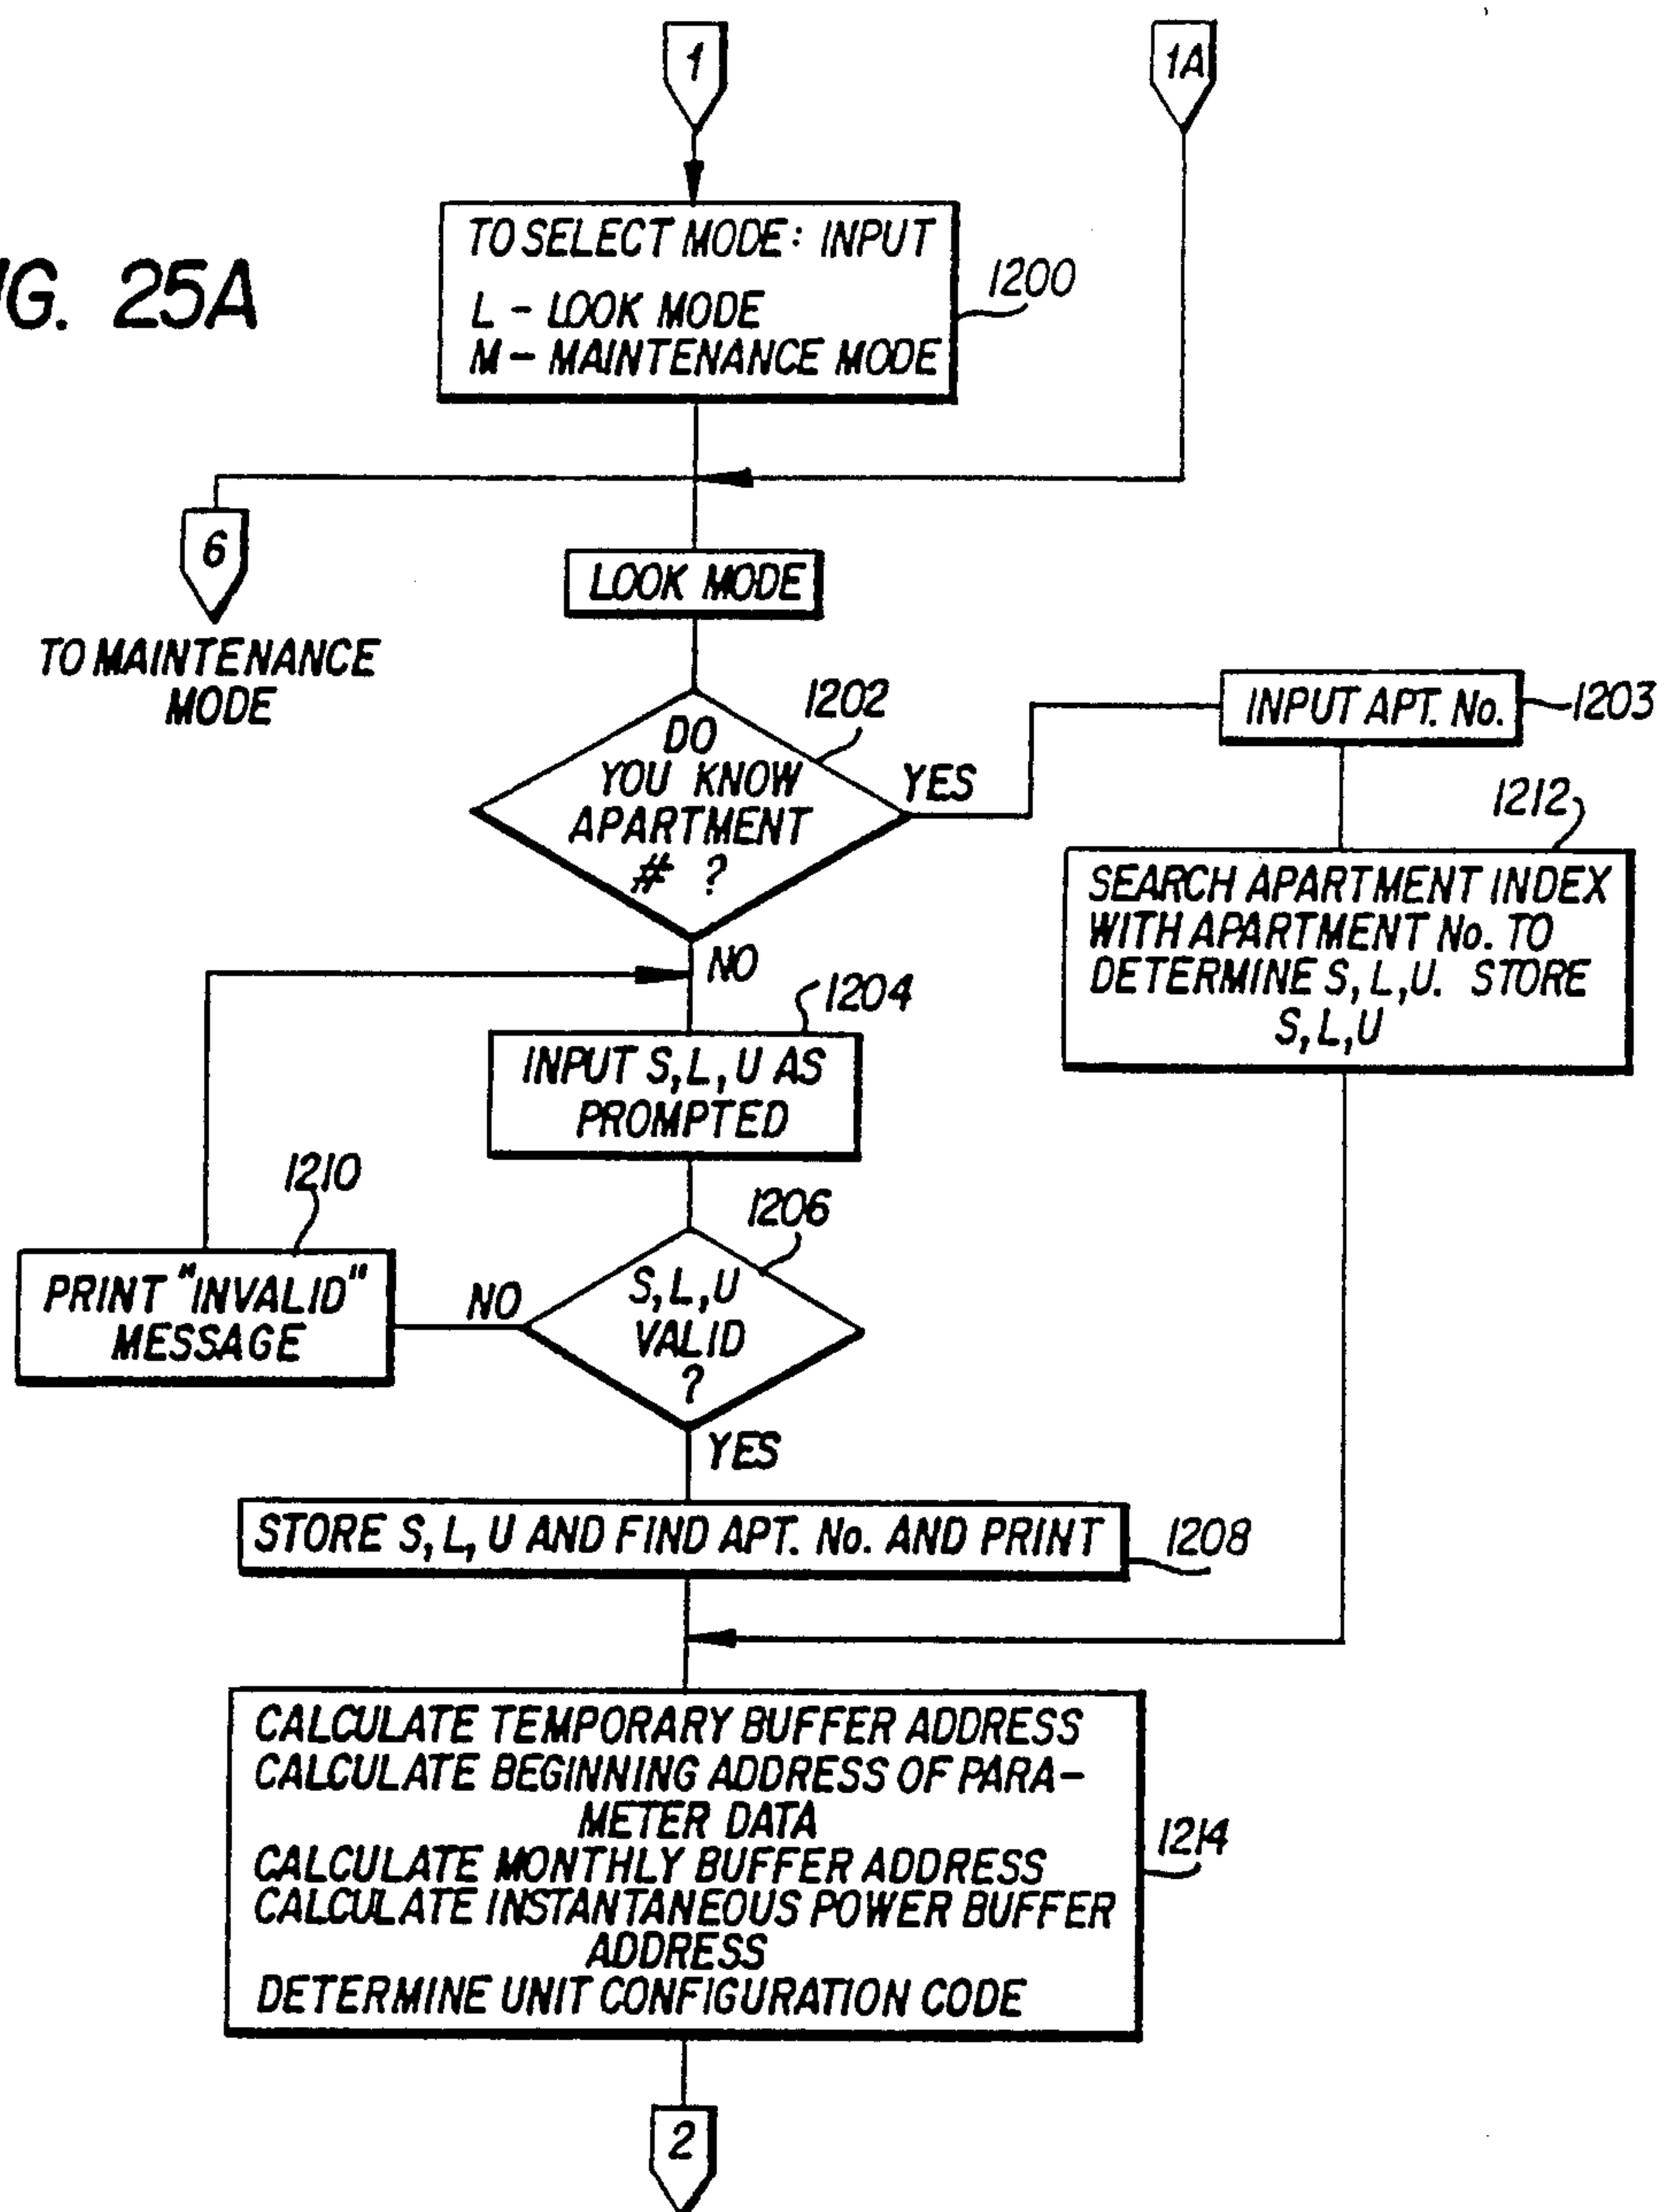 1
1A
TO SELECT MODE: INPUT
L - LOOK MODE
M - MAINTENANCE MODE
1200
G. 25A
6
TO MAINTENANCE
MODE
LOOK MODE
1202
DO
YOU KNOW
APARTMENT
# ?
YES
INPUT APT. No.
1203
1212
SEARCH APARTMENT INDEX
WITH APARTMENT No. TO
DETERMINE S, L, U. STORE
S, L, U
NO
1204
INPUT S, L, U AS
PROMPTED
1210
PRINT "INVALID"
MESSAGE
NO
1206
S, L, U
VALID
?
YES
STORE S, L, U AND FIND APT. No. AND PRINT
1208
CALCULATE TEMPORARY BUFFER ADDRESS
CALCULATE BEGINNING ADDRESS OF PARA-
METER DATA
CALCULATE MONTHLY BUFFER ADDRESS
CALCULATE INSTANTANEOUS POWER BUFFER
ADDRESS
DETERMINE UNIT CONFIGURATION CODE
1214
2